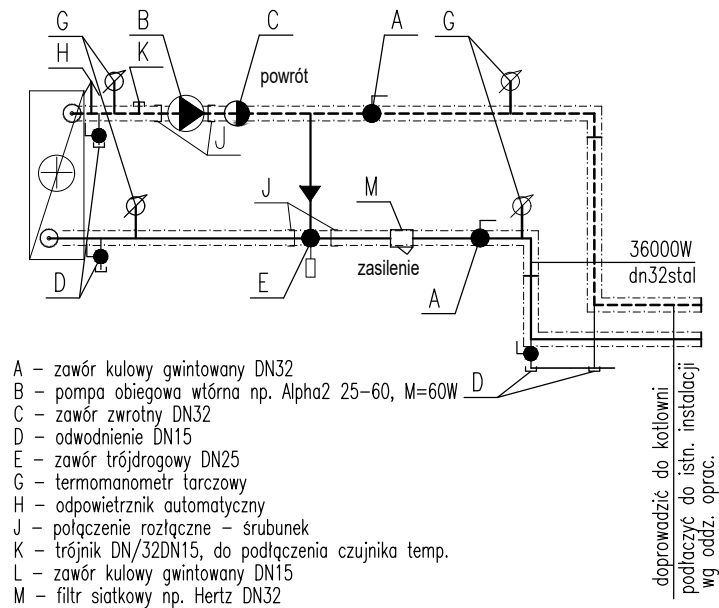 G
B
C
A
G
H
K
powrót
J
J
M
zasilenie
D
E
A
36000W
dn32stal
D
A – zawór kulowy gwintowany DN32
B – pompa obiegowa wtórna np. Alpha2 25–60, M=60W
C – zawór zwrotny DN32
D – odwodnienie DN15
E – zawór trójdrogowy DN25
G – termomanometr tarczowy
H – odpowietrznik automatyczny
J – połączenie rozłączne – śrubunek
K – trójnik DN/32DN15, do podłączenia czujnika temp.
L – zawór kulowy gwintowany DN15
M – filtr siatkowy np. Hertz DN32
doprowadzić do kotłowni
podłączyć do istn. instalacji
wg oddz. oprac.